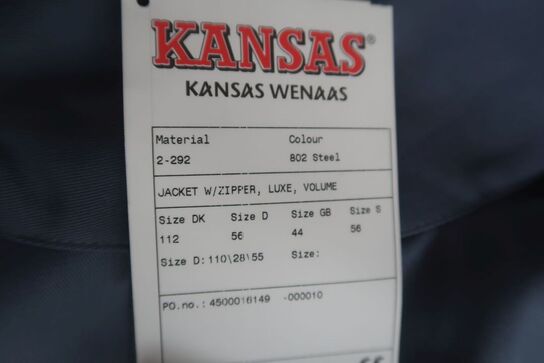 KANSAS®
KANSAS WENAAS
Material Colour
2-292 802 Steel
JACKET W/ZIPPER, LUXE, VOLUME
Size DK Size D Size GB Size S
112 56 44 56
Size D: 110\28\55 Size:
PO.no.: 4500016149 -000010